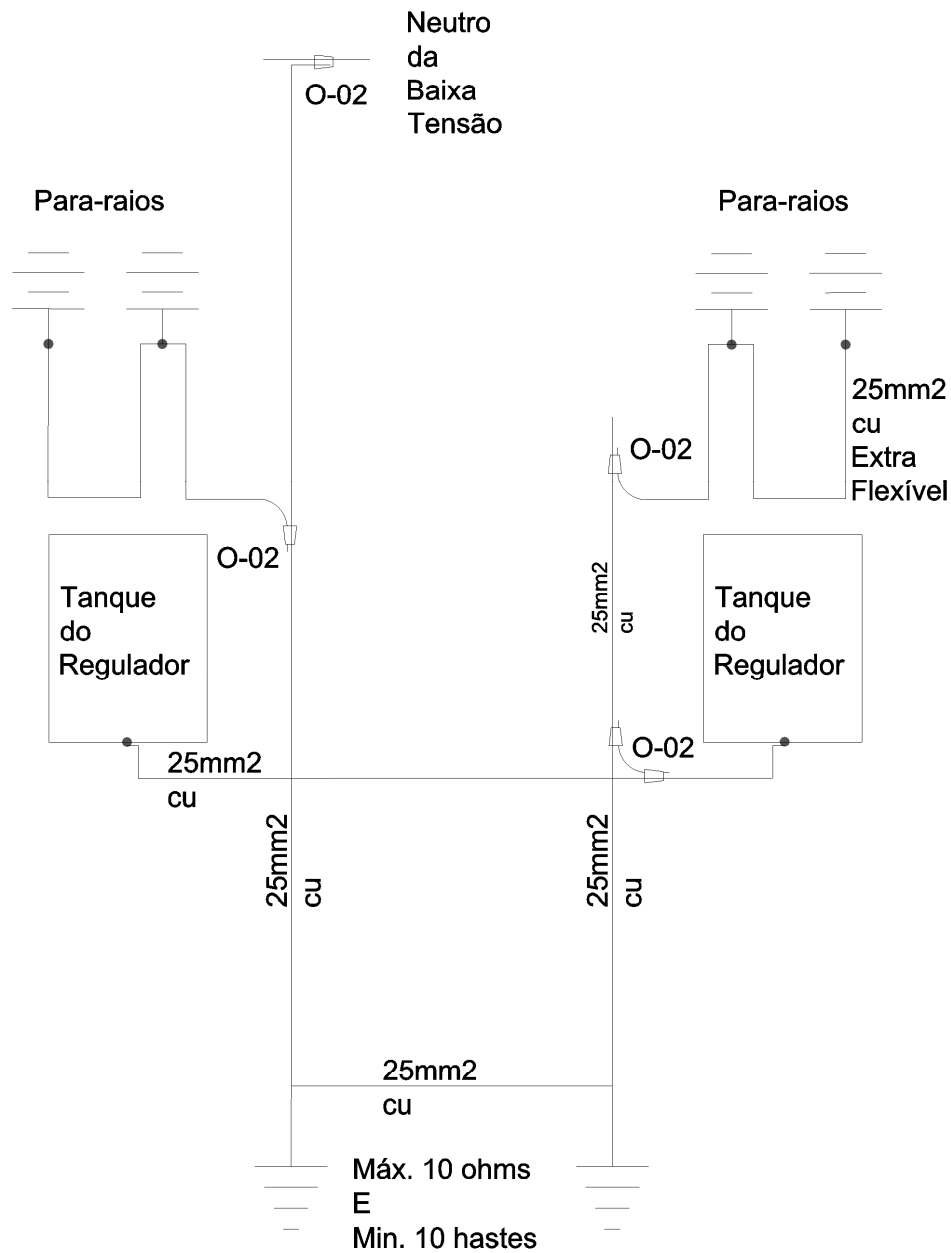 Neutro
da
Baixa
Tensão
O-02
Para-raios
Para-raios
25mm2
cu
Extra
Flexível
O-02
O-02
25mm2
cu
Tanque
do
Regulador
Tanque
do
Regulador
O-02
25mm2
cu
25mm2
cu
25mm2
cu
25mm2
cu
Máx. 10 ohms
E
Min. 10 hastes